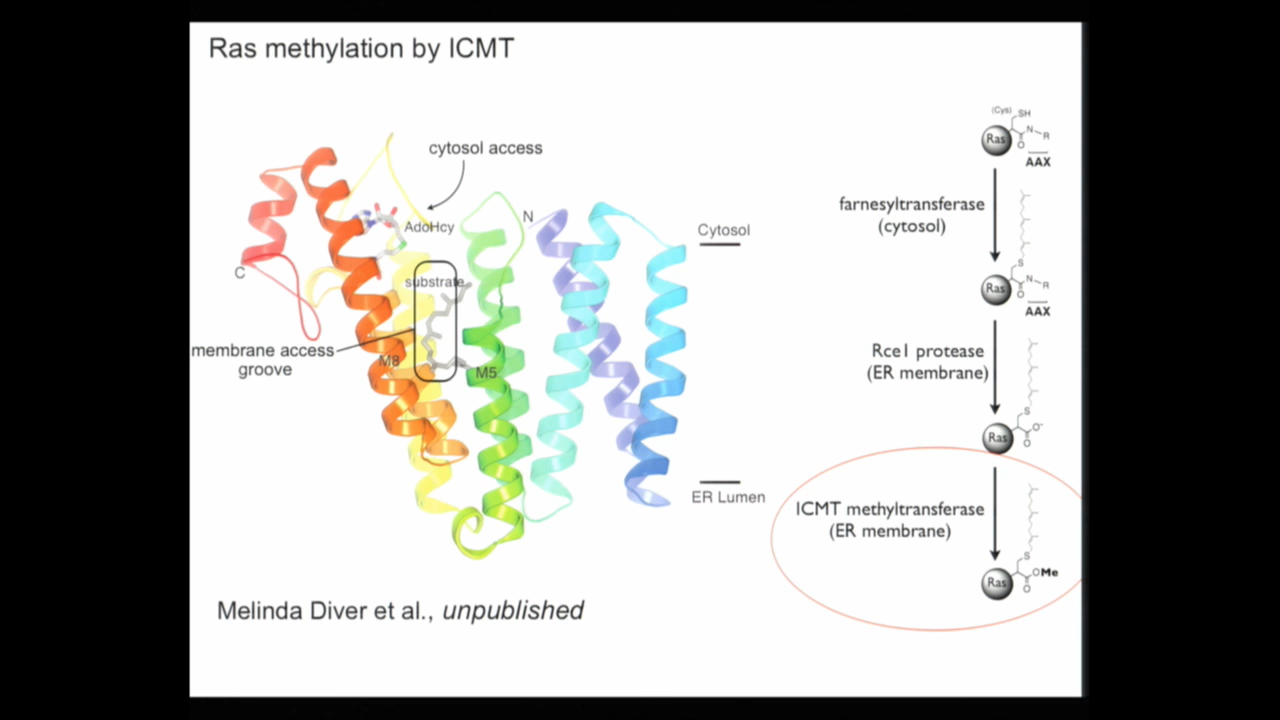 Ras methylation by ICMT
cytosol access
AdoHcy
N
C
substrate
membrane access
groove
M8
M5
Cytosol
ER Lumen
Melinda Diver et al., unpublished
(Cys) SH
Ras
N
R
O
AAX
farnesyltransferase
(cytosol)
S
Ras
N
R
O
AAX
Rce1 protease
(ER membrane)
S
Ras
O-
O
ICMT methyltransferase
(ER membrane)
S
Ras
OMe
O